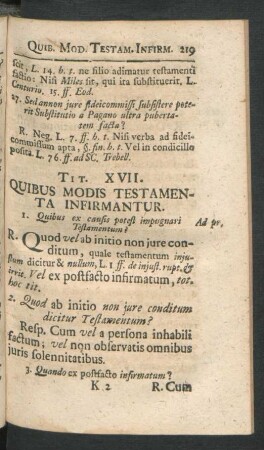 QUIB. MOD. TESTAM. INFIRM. 219
scit, L. 14. h. t. ne filio adimatur testamenti
factio: Nisi Miles sit, qui ita substituerit, L.
Centurio. 15. ff. Eod.
27. Sed annon jure fideicommissi subsistere pote-
rit Substitutio à Pagano ultra puberta-
tem facta?
R. Neg. L. 7. ff. h. t. Nisi verba ad fidei-
commissum apta, §. fin. h. t. Vel in condicillo
posita L. 76. ff. ad SC. Trebell.
TIT. XVII.
QUIBUS MODIS TESTAMEN-
TA INFIRMANTUR.
1. Quibus ex causis potest impugnari
Testamentum?
Ad pr.
R. Quod vel ab initio non jure con-
ditum, quale testamentum inju-
stum dicitur & nullum, L. 1 ff. de injust. rupt. &
irrit. Vel ex postfacto infirmatum, tot.
hoc tit.
2. Quod ab initio non jure conditum
dicitur Testamentum?
Resp. Cum vel a persona inhabili
factum; vel non observatis omnibus
juris solennitatibus.
3. Quando ex postfacto infirmatum?
K 2 R. Cum